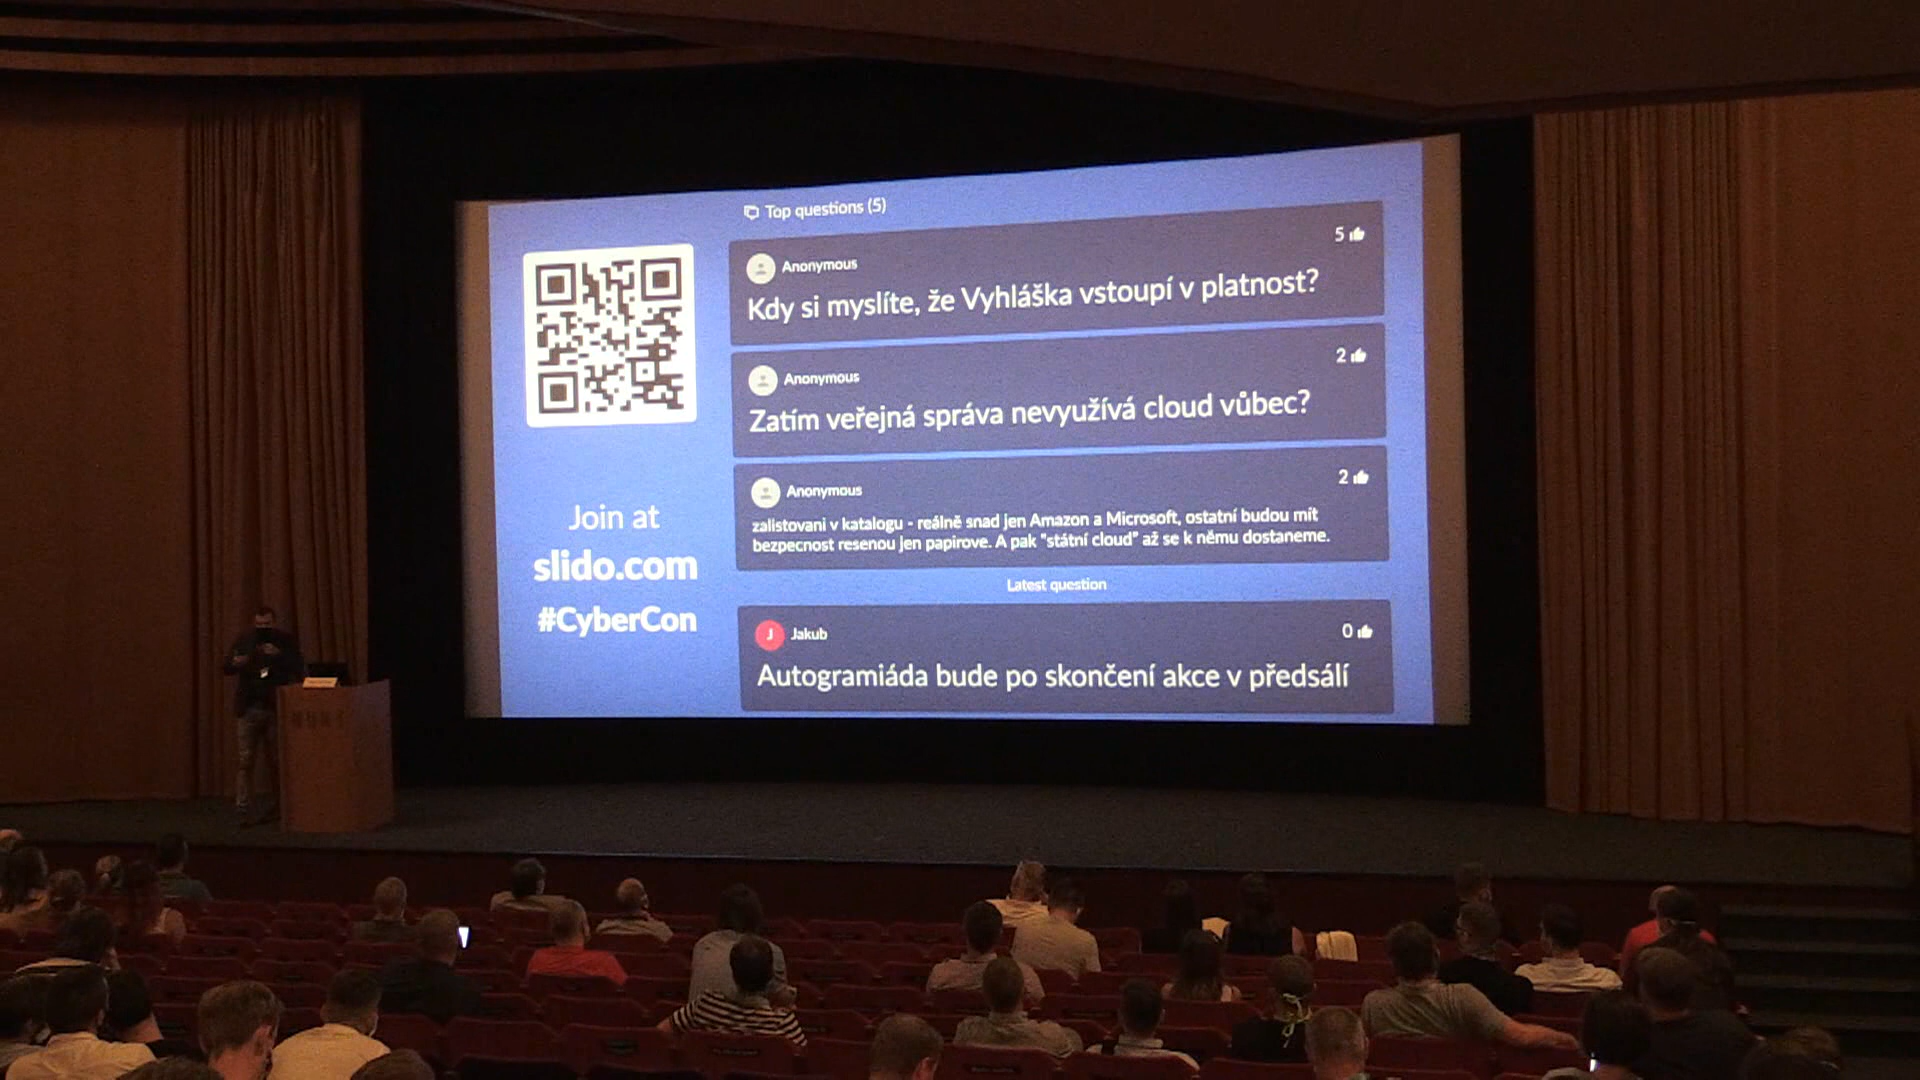 Top questions (5)
Anonymous
5
Kdy si myslíte, že Vyhláška vstoupí v platnost?
Anonymous
2
Zatím veřejná správa nevyužívá cloud vůbec?
Anonymous
2
zalistovani v katalogu - reálně snad jen Amazon a Microsoft, ostatní budou mít
bezpecnost resenou jen papirove. A pak "státní cloud" až se k němu dostaneme.
Latest question
J
Jakub
0
Autogramiáda bude po skončení akce v předsálí
Join at
slido.com
#CyberCon